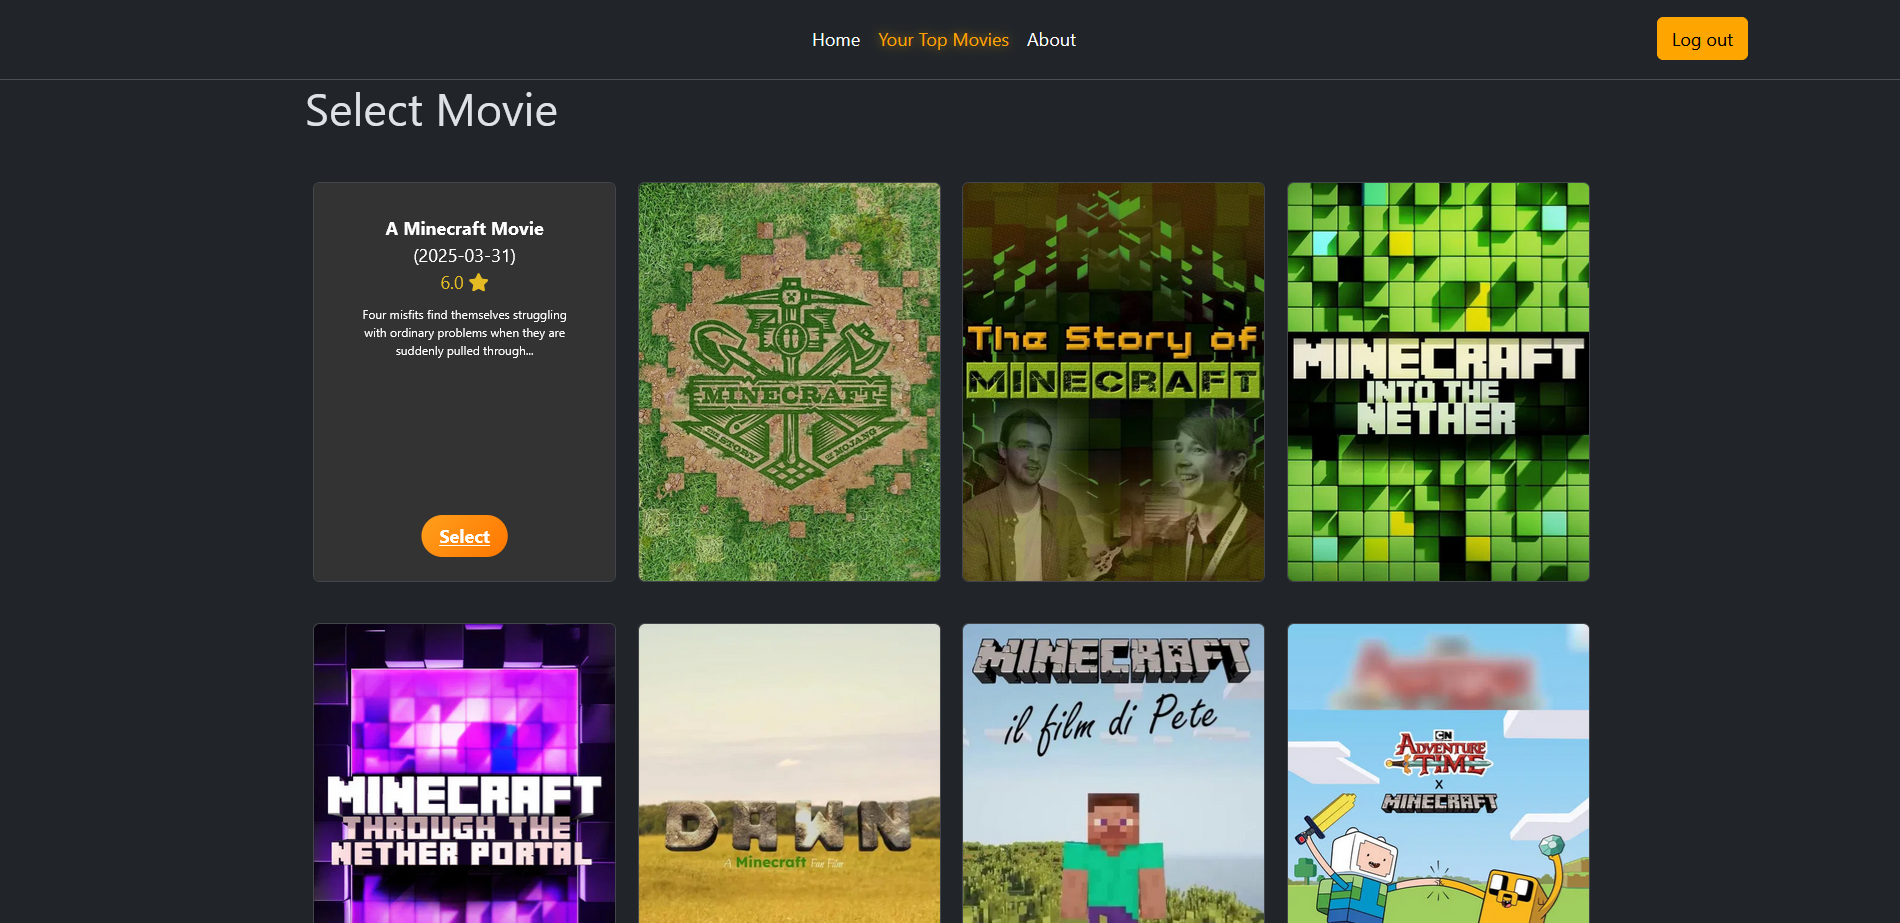 Home Your Top Movies About Log out
Select Movie
A Minecraft Movie
(2025-03-31)
6.0
Four misfits find themselves struggling
with ordinary problems when they are
suddenly pulled through...
Select
MINECRAFT
THE STORY OF MOJANG
The Story of
MINECRAFT
MINECRAFT
INTO THE
NETHER
MINECRAFT
THROUGH THE
NETHER PORTAL
DAWN
A Minecraft Fan Film
MINECRAFT
il film di Pete
CN
ADVENTURE
TIME
X
MINECRAFT